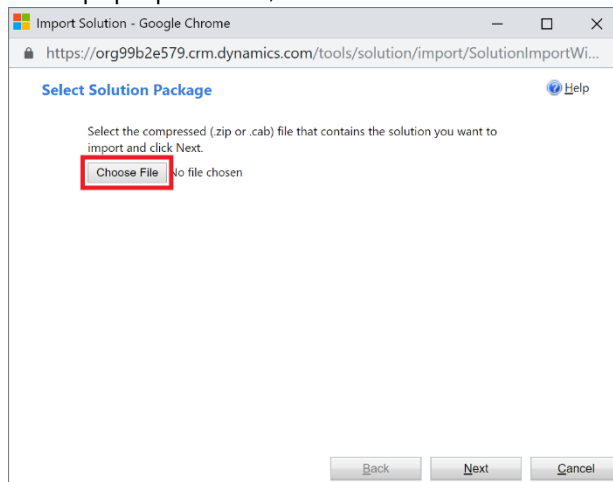 Import Solution - Google Chrome
https://org99b2e579.crm.dynamics.com/tools/solution/import/SolutionImportWi...
Select Solution Package
Help
Select the compressed (.zip or .cab) file that contains the solution you want to
import and click Next.
Choose File No file chosen
Back Next Cancel